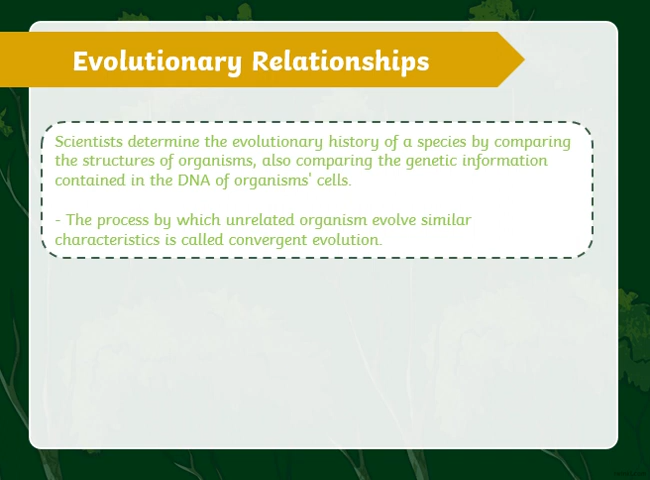 Evolutionary Relationships
Scientists determine the evolutionary history of a species by comparing
the structures of organisms, also comparing the genetic information
contained in the DNA of organisms' cells.
- The process by which unrelated organism evolve similar
characteristics is called convergent evolution.